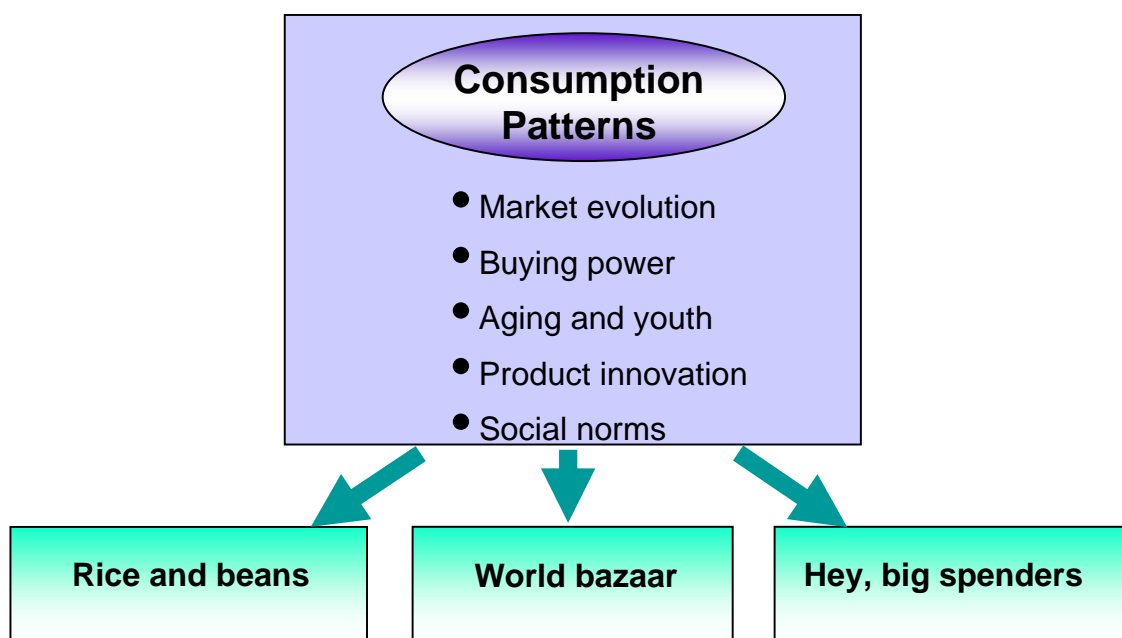 Consumption
Patterns
• Market evolution
• Buying power
• Aging and youth
• Product innovation
• Social norms
Rice and beans
World bazaar
Hey, big spenders